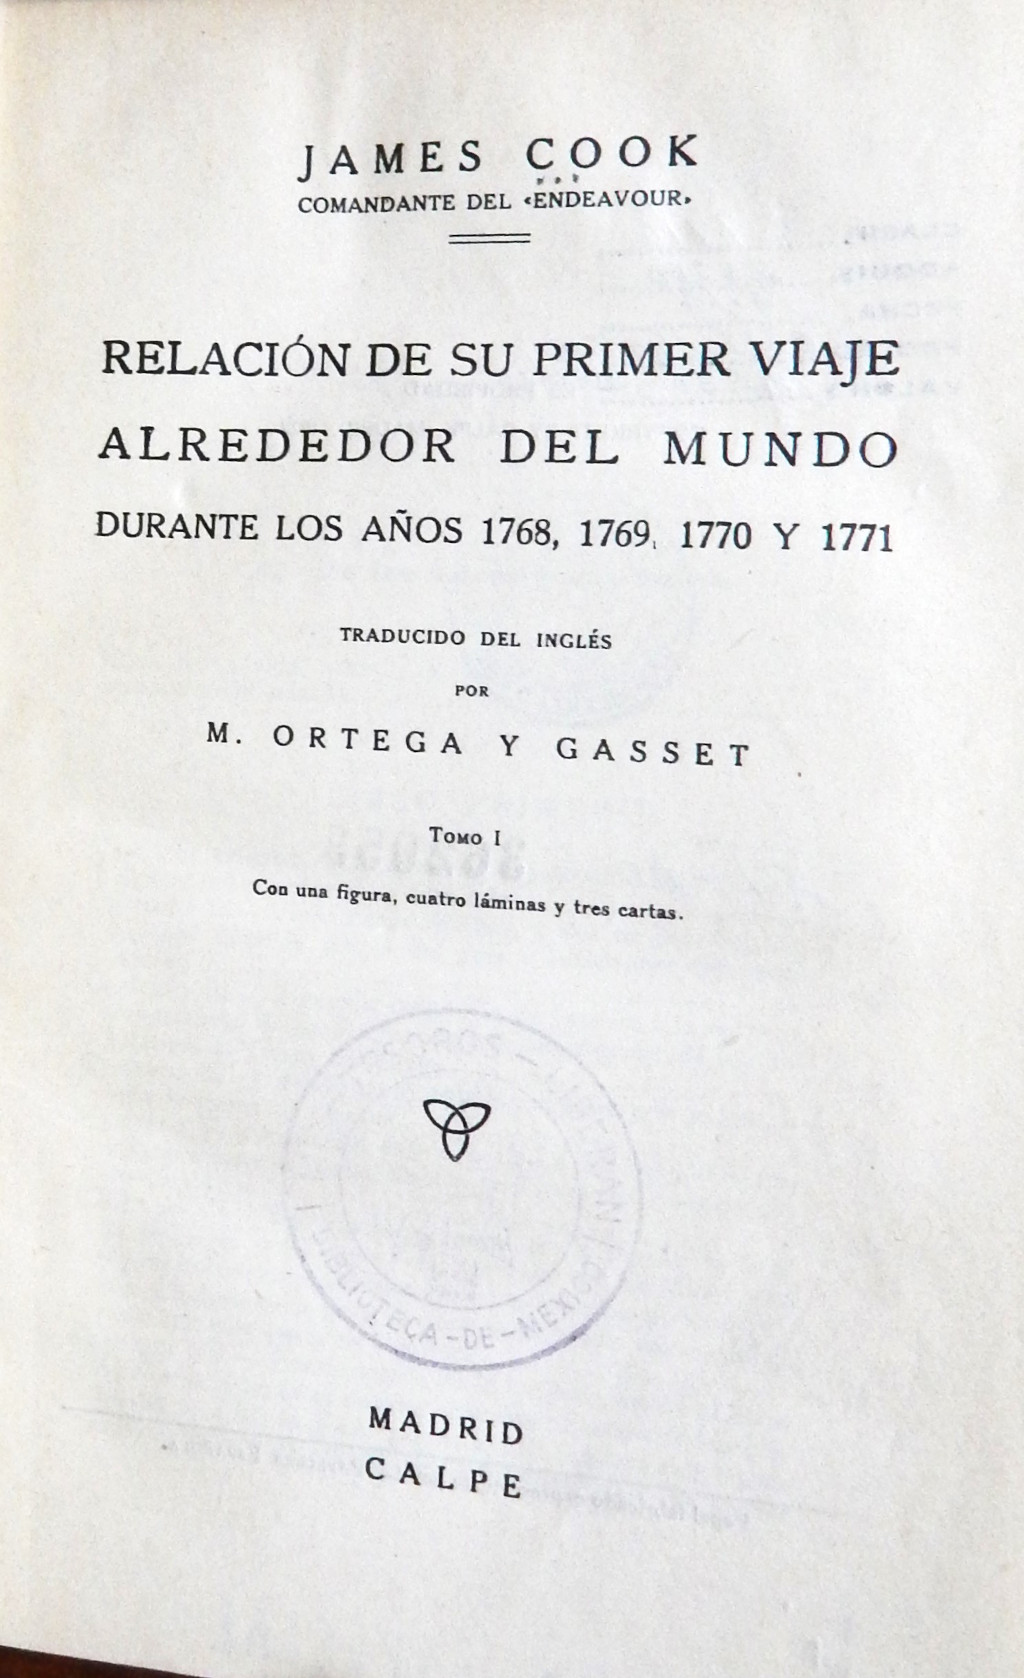 JAMES COOK
COMANDANTE DEL «ENDEAVOUR»
RELACIÓN DE SU PRIMER VIAJE
ALREDEDOR DEL MUNDO
DURANTE LOS AÑOS 1768, 1769, 1770 Y 1771
TRADUCIDO DEL INGLÉS
POR
M. ORTEGA Y GASSET
TOMO I
Con una figura, cuatro láminas y tres cartas.
BIBLIOTECA-DE-MEXICO
MADRID
CALPE